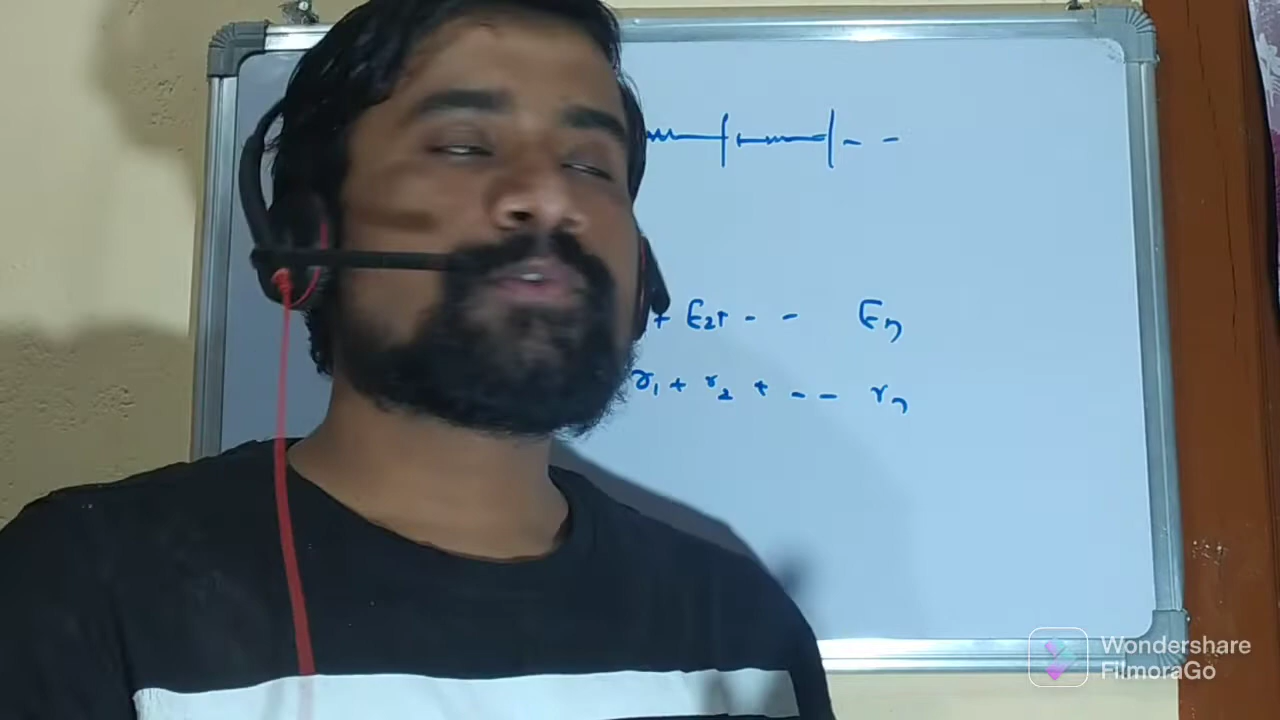 + E₂+ - - Eₙ
r₁ + r₂ + - - rₙ
Wondershare
FilmoraGo